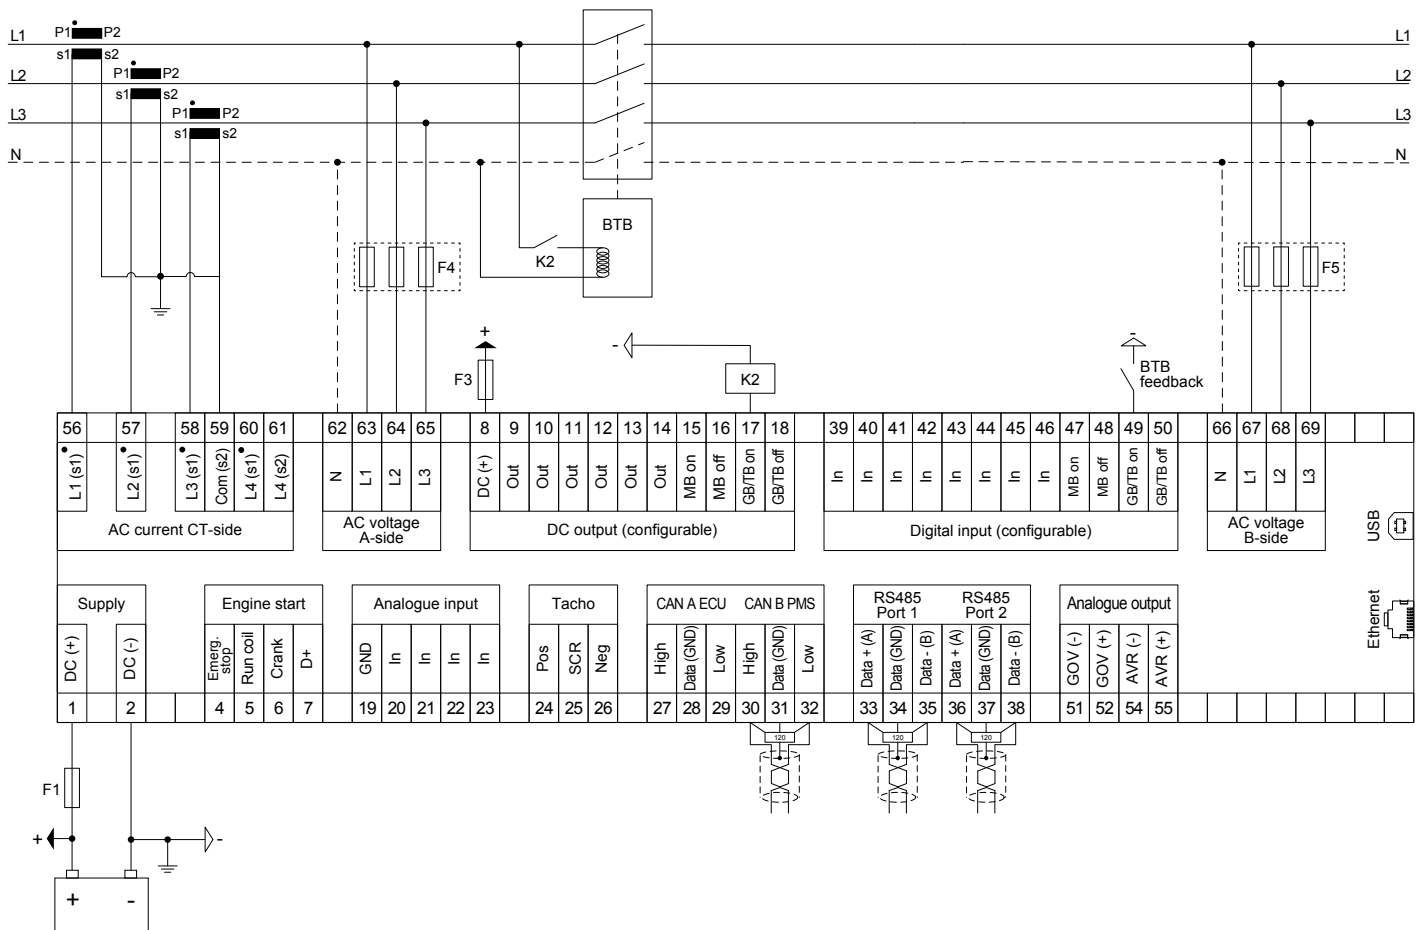 L1 P1 P2 L1
s1 s2
L2 P1 P2 L2
s1 s2
L3 P1 P2 L3
s1 s2
N N
BTB
K2
F4 F5
+
-
-
F3 K2
BTB
feedback
56 57 58 59 60 61 62 63 64 65 8 9 10 11 12 13 14 15 16 17 18 39 40 41 42 43 44 45 46 47 48 49 50 66 67 68 69
L1 (s1) L2 (s1) L3 (s1) Com (s2) L4 (s1) L4 (s2) N L1 L2 L3 DC (+) Out Out Out Out Out Out MB on MB off GB/TB on GB/TB off In In In In In In In In MB on MB off GB/TB on GB/TB off N L1 L2 L3
AC current CT-side
AC voltage
A-side
DC output (configurable)
Digital input (configurable)
AC voltage
B-side
USB
Ethernet
Supply
Engine start
Analogue input
Tacho
CAN A ECU CAN B PMS
RS485
Port 1
RS485
Port 2
Analogue output
DC (+) DC (-) Emerg.
stop
Run coil Crank D+ GND In In In In Pos SCR Neg High Data (GND) Low High Data (GND) Low Data + (A) Data (GND) Data - (B) Data + (A) Data (GND) Data - (B) GOV (-) GOV (+) AVR (-) AVR (+)
1 2 4 5 6 7 19 20 21 22 23 24 25 26 27 28 29 30 31 32 33 34 35 36 37 38 51 52 54 55
120 120 120
F1
+ -
+ -